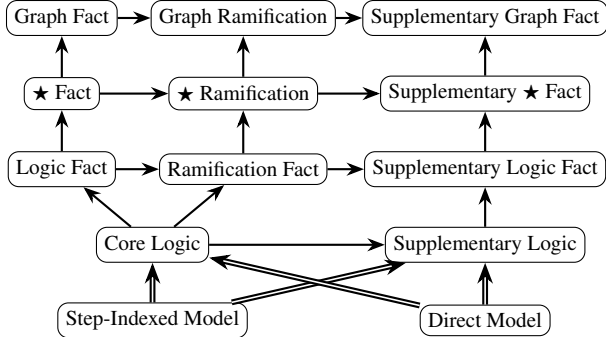 Graph Fact Graph Ramification Supplementary Graph Fact
★ Fact ★ Ramification Supplementary ★ Fact
Logic Fact Ramification Fact Supplementary Logic Fact
Core Logic Supplementary Logic
Step-Indexed Model Direct Model